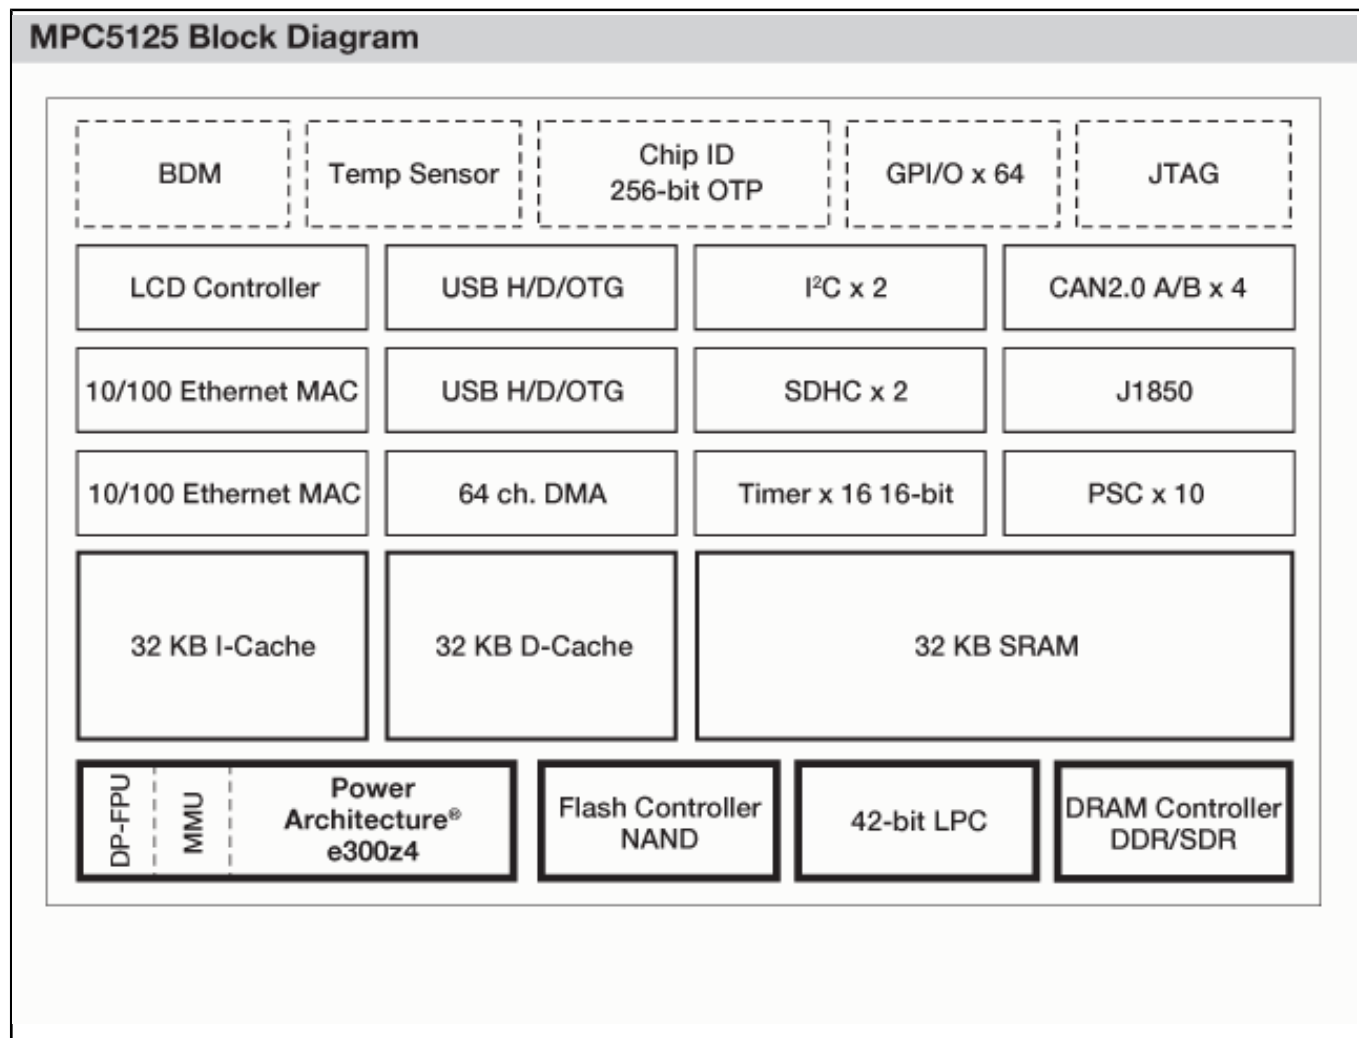 MPC5125 Block Diagram
BDM
Temp Sensor
Chip ID
256-bit OTP
GPI/O x 64
JTAG
LCD Controller
USB H/D/OTG
I²C x 2
CAN2.0 A/B x 4
10/100 Ethernet MAC
USB H/D/OTG
SDHC x 2
J1850
10/100 Ethernet MAC
64 ch. DMA
Timer x 16 16-bit
PSC x 10
32 KB I-Cache
32 KB D-Cache
32 KB SRAM
DP-FPU
MMU
Power
Architecture®
e300z4
Flash Controller
NAND
42-bit LPC
DRAM Controller
DDR/SDR